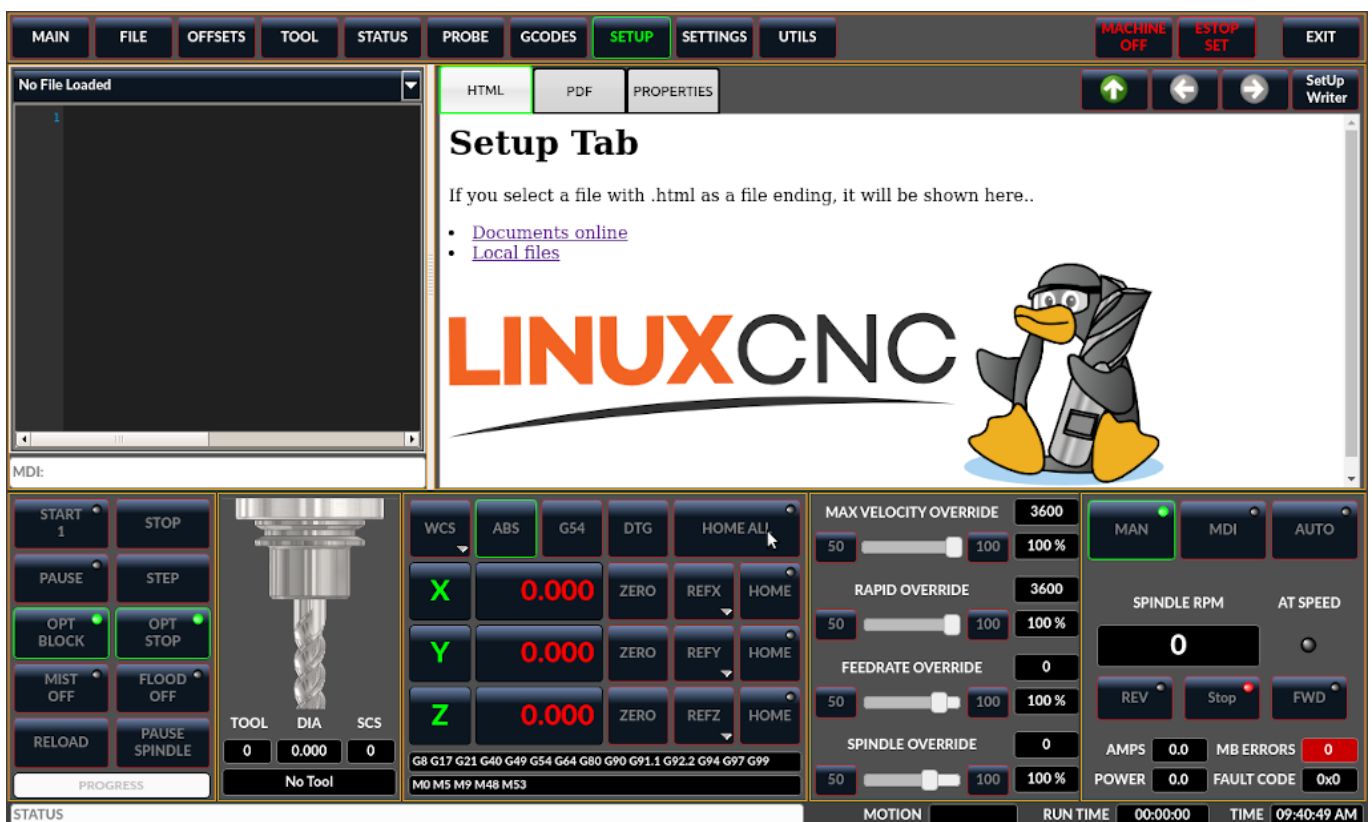 MAIN FILE OFFSETS TOOL STATUS PROBE GCODES SETUP SETTINGS UTILS MACHINE OFF ESTOP SET EXIT
No File Loaded
1
MDI:
HTML PDF PROPERTIES SetUp Writer
Setup Tab
If you select a file with .html as a file ending, it will be shown here..
• Documents online
• Local files
LINUXCNC
START 1 STOP
PAUSE STEP
OPT BLOCK OPT STOP
MIST OFF FLOOD OFF
RELOAD PAUSE SPINDLE
PROGRESS
TOOL DIA SCS
0 0.000 0
No Tool
WCS ABS G54 DTG HOME ALL
X 0.000 ZERO REFX HOME
Y 0.000 ZERO REFY HOME
Z 0.000 ZERO REFZ HOME
G8 G17 G21 G40 G49 G54 G64 G80 G90 G91.1 G92.2 G94 G97 G99
M0 M5 M9 M48 M53
MAX VELOCITY OVERRIDE 3600
50 100 100 %
RAPID OVERRIDE 3600
50 100 100 %
FEEDRATE OVERRIDE 0
50 100 100 %
SPINDLE OVERRIDE 0
50 100 100 %
MAN MDI AUTO
SPINDLE RPM AT SPEED
0
REV Stop FWD
AMPS 0.0 MB ERRORS 0
POWER 0.0 FAULT CODE 0x0
STATUS MOTION RUN TIME 00:00:00 TIME 09:40:49 AM